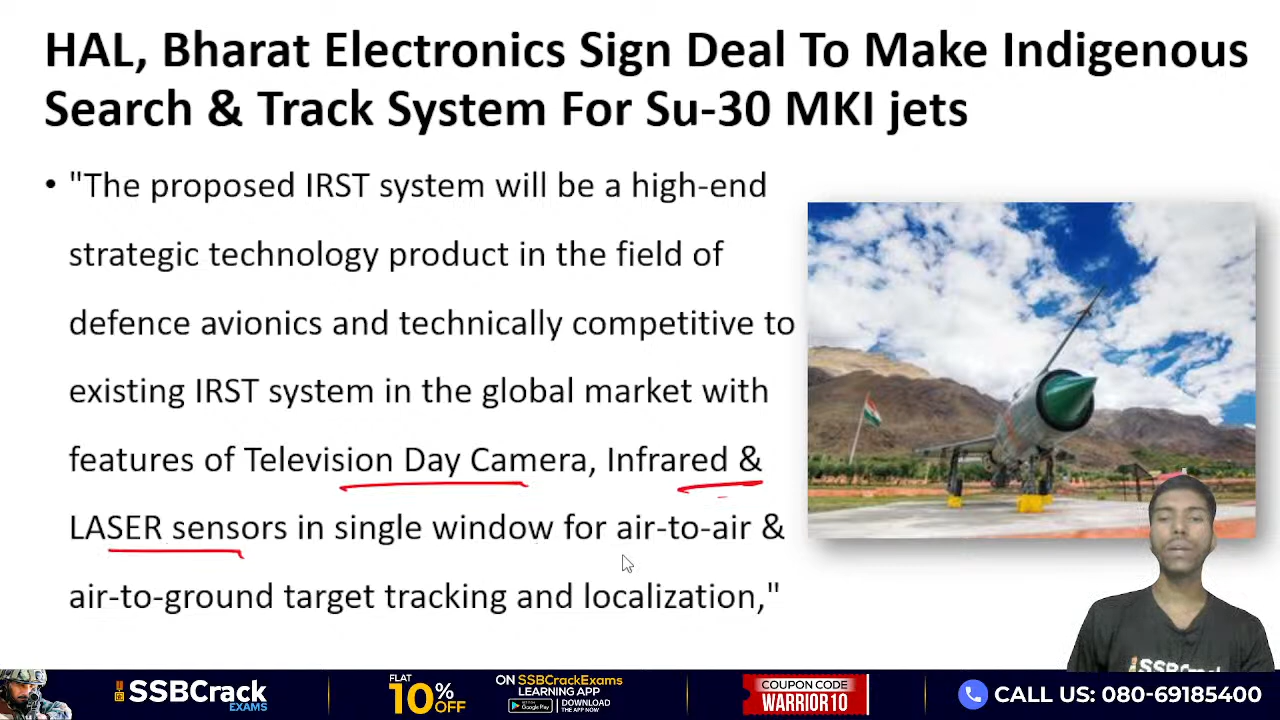 HAL, Bharat Electronics Sign Deal To Make Indigenous
Search & Track System For Su-30 MKI jets
• "The proposed IRST system will be a high-end
strategic technology product in the field of
defence avionics and technically competitive to
existing IRST system in the global market with
features of Television Day Camera, Infrared &
LASER sensors in single window for air-to-air &
air-to-ground target tracking and localization,"
SSBCrack
SSBCrack
EXAMS
FLAT
10% OFF
ON SSBCrackExams
LEARNING APP
GET IT ON
Google Play
DOWNLOAD
THE APP NOW
COUPON CODE
WARRIOR10
CALL US: 080-69185400